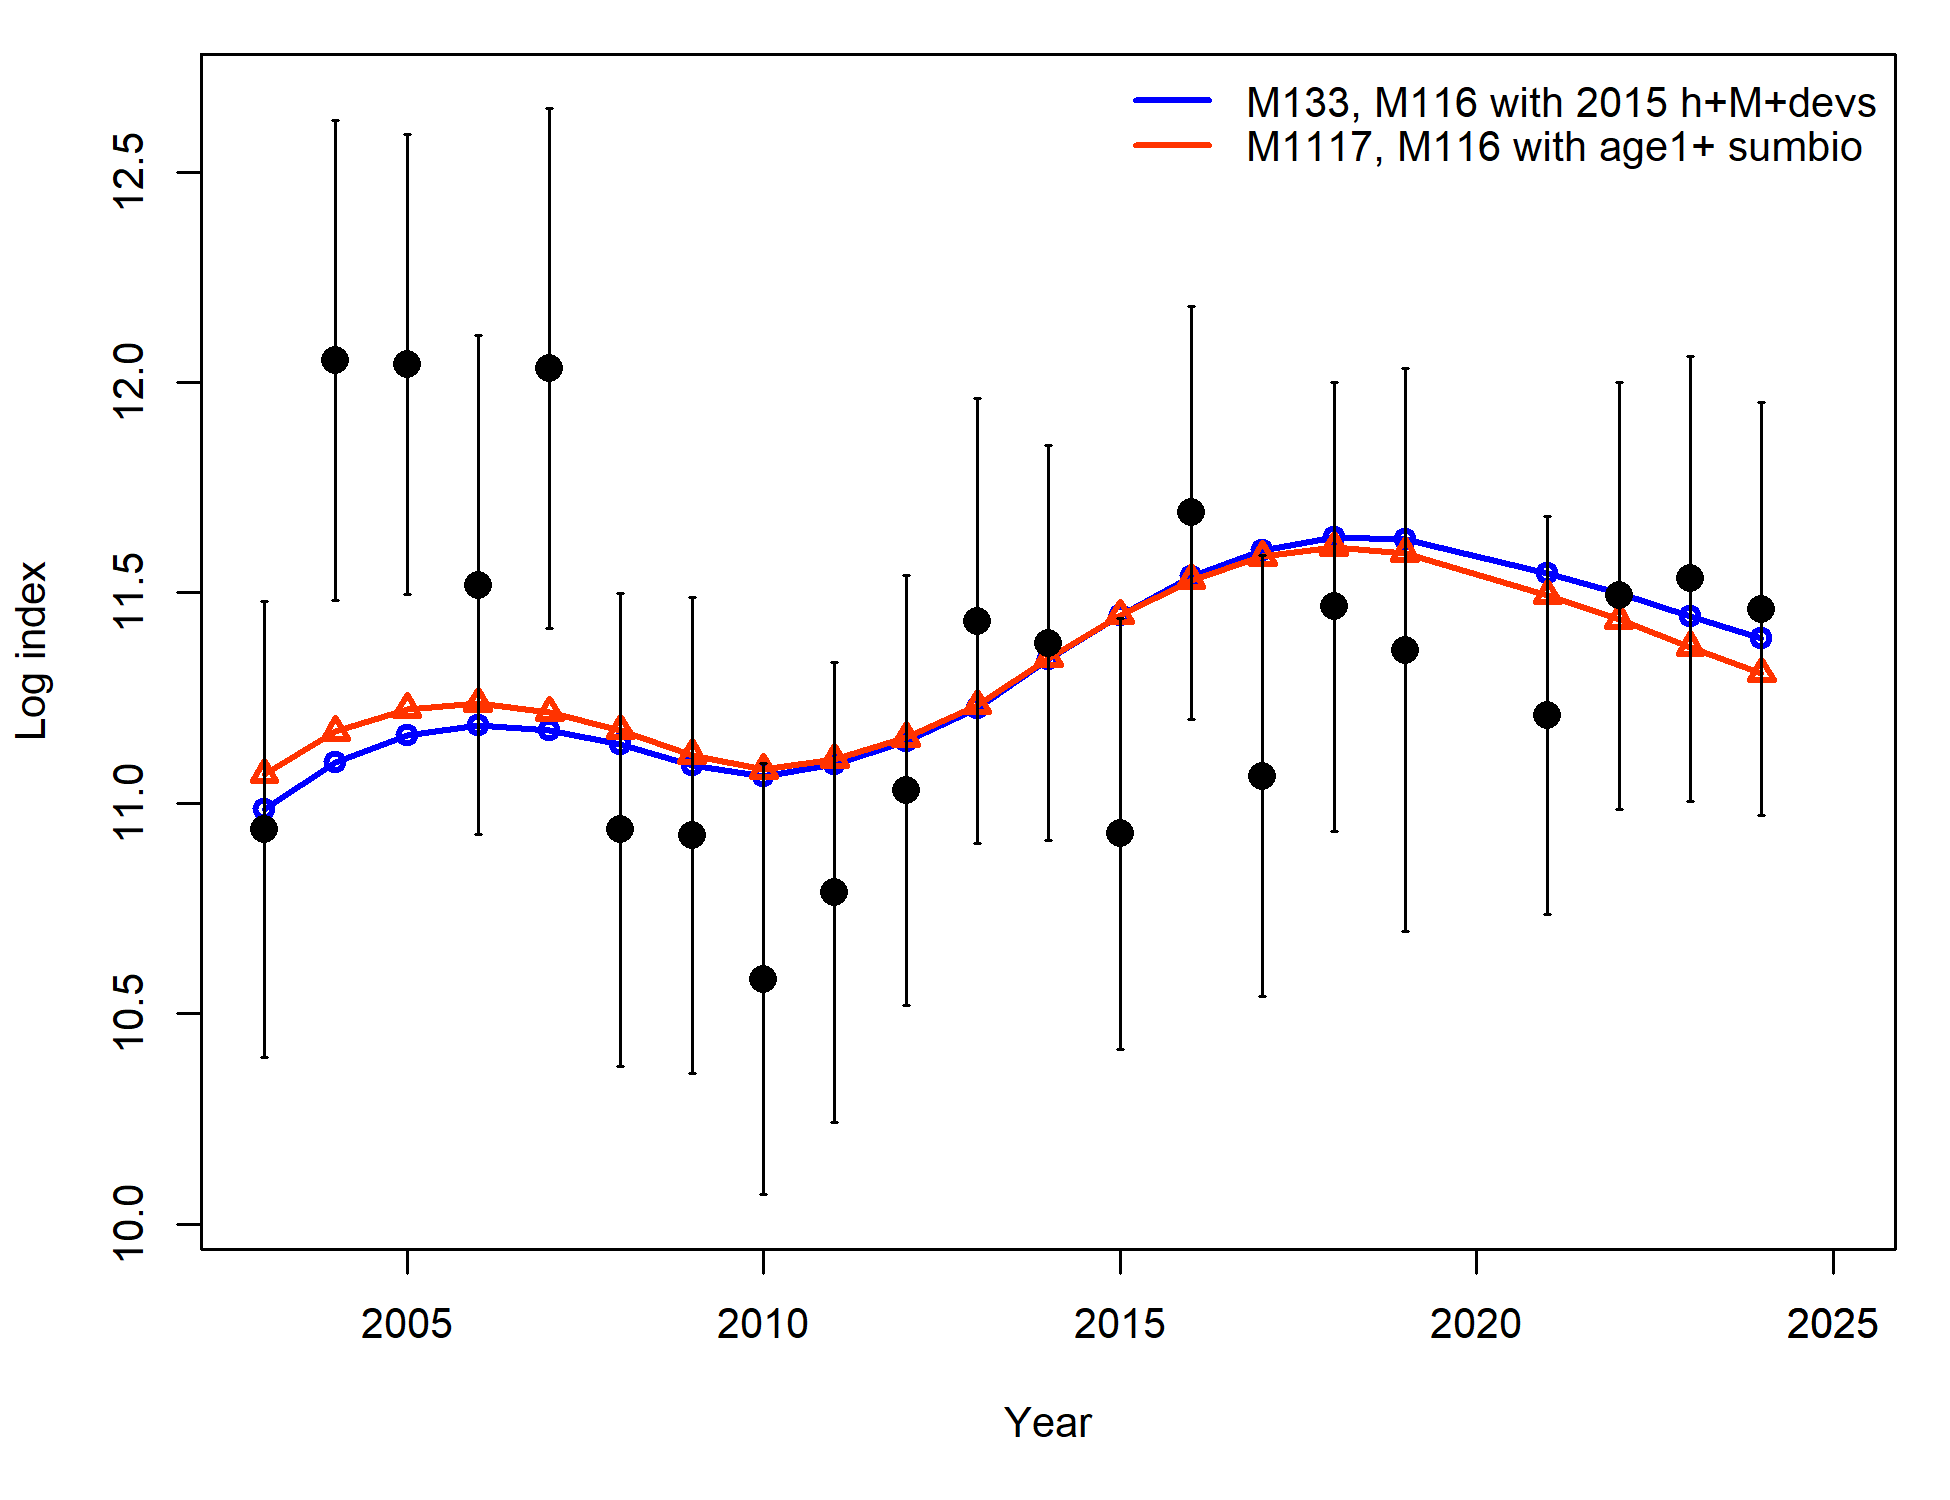 M133, M116 with 2015 h+M+devs
M1117, M116 with age1+ sumbio
Log index
12.5
12.0
11.5
11.0
10.5
10.0
2005 2010 2015 2020 2025
Year